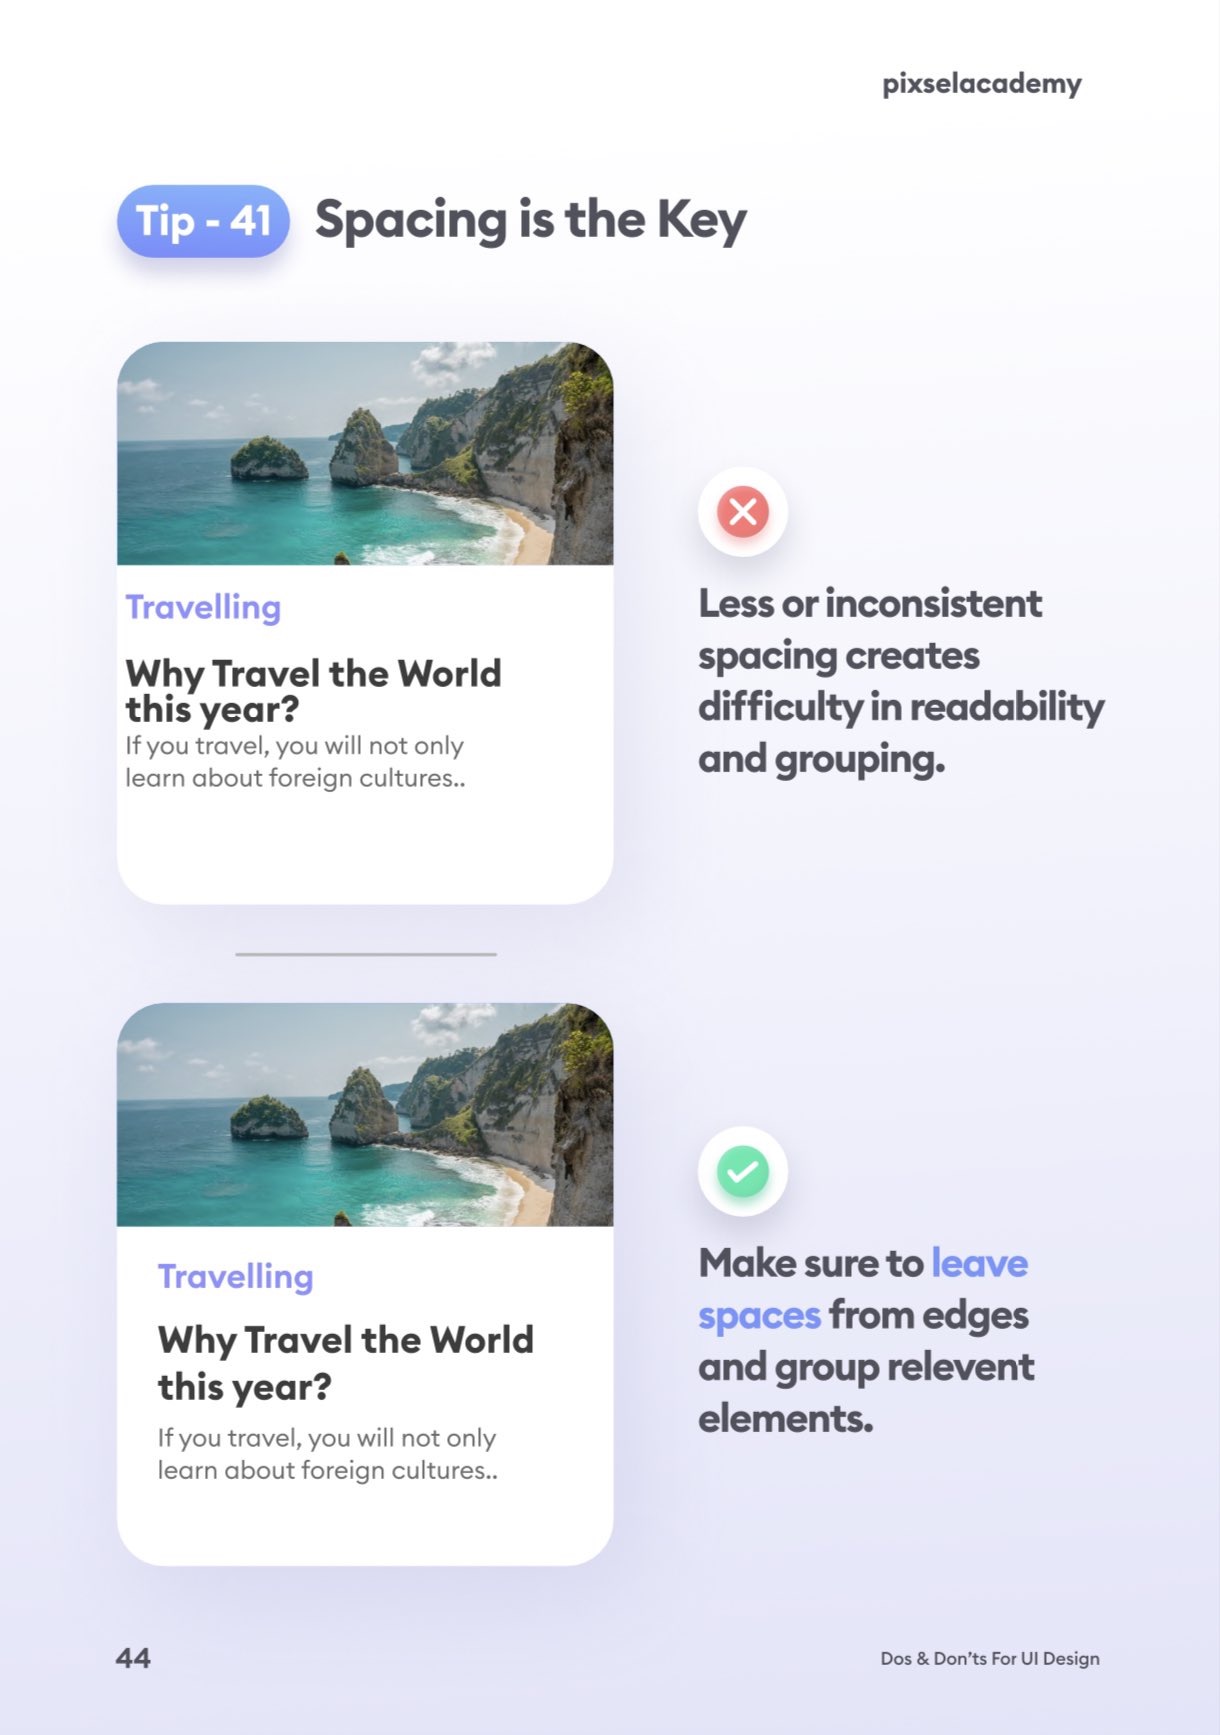 pixselacademy
Tip - 41 Spacing is the Key
Travelling
Why Travel the World
this year?
If you travel, you will not only
learn about foreign cultures..
Less or inconsistent
spacing creates
difficulty in readability
and grouping.
Travelling
Why Travel the World
this year?
If you travel, you will not only
learn about foreign cultures..
Make sure to leave
spaces from edges
and group relevent
elements.
44
Dos & Don’ts For UI Design